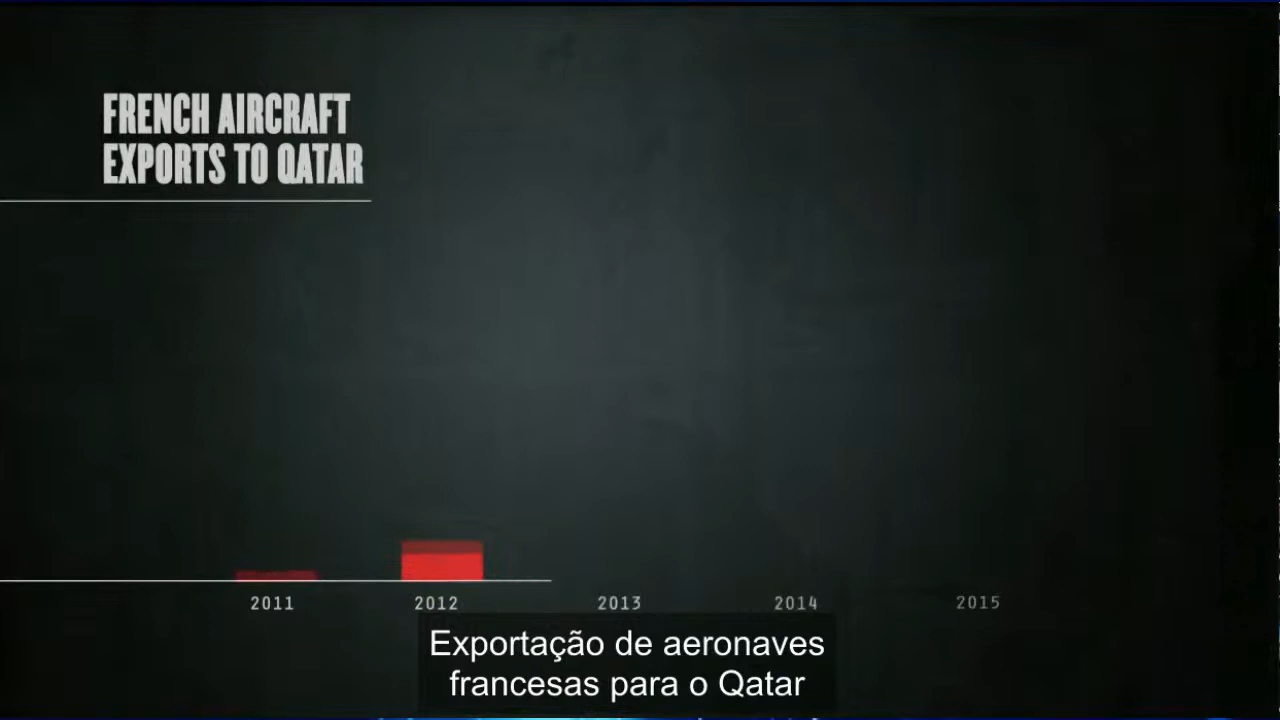 FRENCH AIRCRAFT
EXPORTS TO QATAR
2011 2012 2013 2014 2015
Exportação de aeronaves
francesas para o Qatar